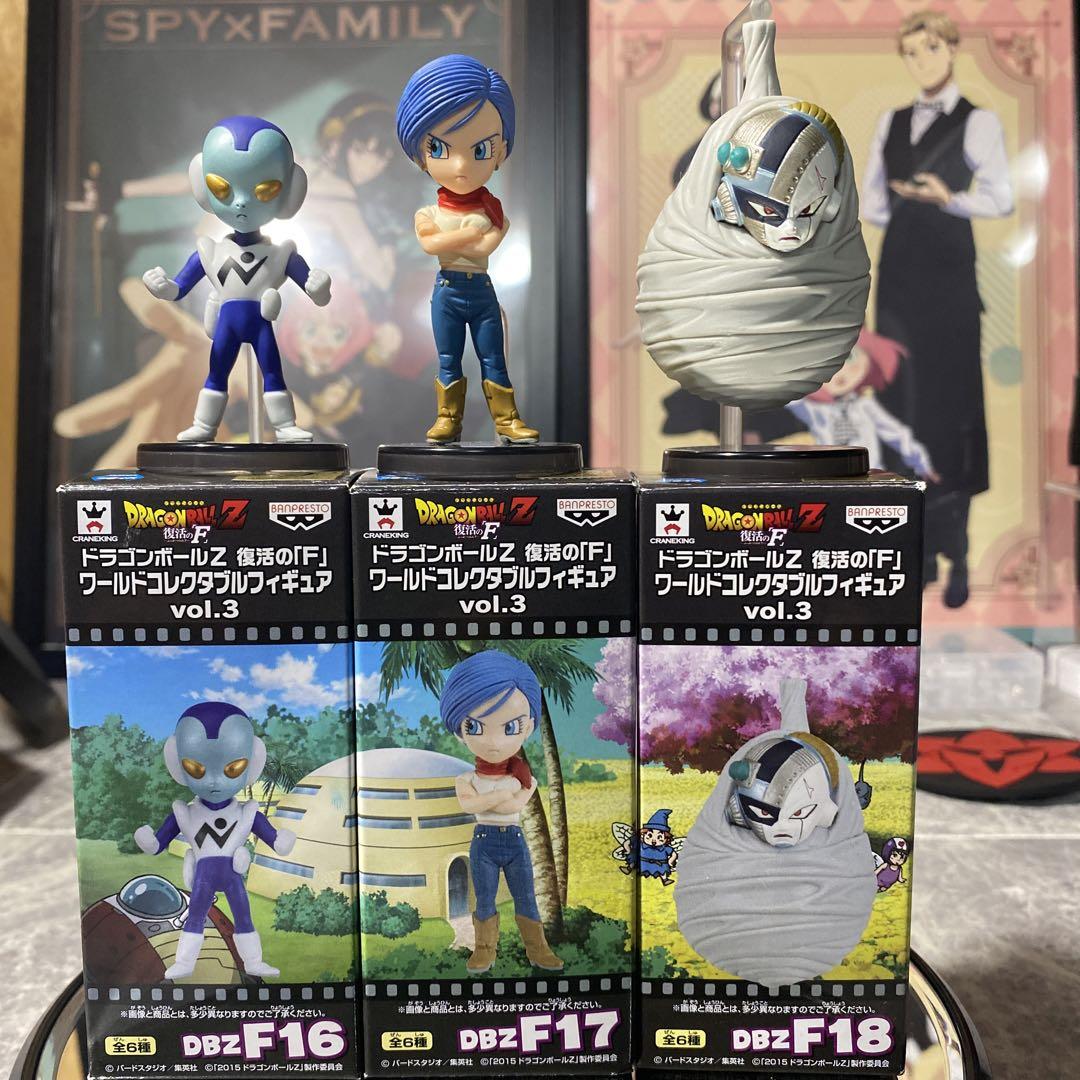 SPY×FAMILY
CRANEKING
DRAGONBALL Z
復活の「F」
BANPRESTO
ドラゴンボールZ 復活の「F」
ワールドコレクタブルフィギュア
vol.3
※画像と商品とは、多少異なりますのでご了承ください。
全6種
DBZF16
© バードスタジオ/集英社 ©「2015 ドラゴンボールZ」製作委員会
CRANEKING
DRAGONBALL Z
復活の「F」
BANPRESTO
ドラゴンボールZ 復活の「F」
ワールドコレクタブルフィギュア
vol.3
※画像と商品とは、多少異なりますのでご了承ください。
全6種
DBZF17
© バードスタジオ/集英社 ©「2015 ドラゴンボールZ」製作委員会
CRANEKING
DRAGONBALL Z
復活の「F」
BANPRESTO
ドラゴンボールZ 復活の「F」
ワールドコレクタブルフィギュア
vol.3
※画像と商品とは、多少異なりますのでご了承ください。
全6種
DBZF18
© バードスタジオ/集英社 ©「2015 ドラゴンボールZ」製作委員会